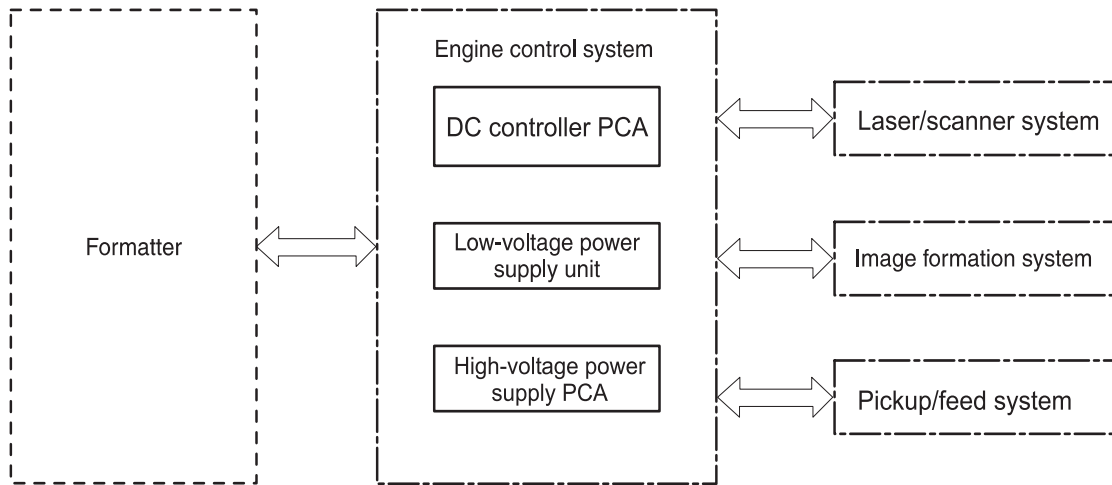 Formatter
Engine control system
DC controller PCA
Low-voltage power
supply unit
High-voltage power
supply PCA
Laser/scanner system
Image formation system
Pickup/feed system